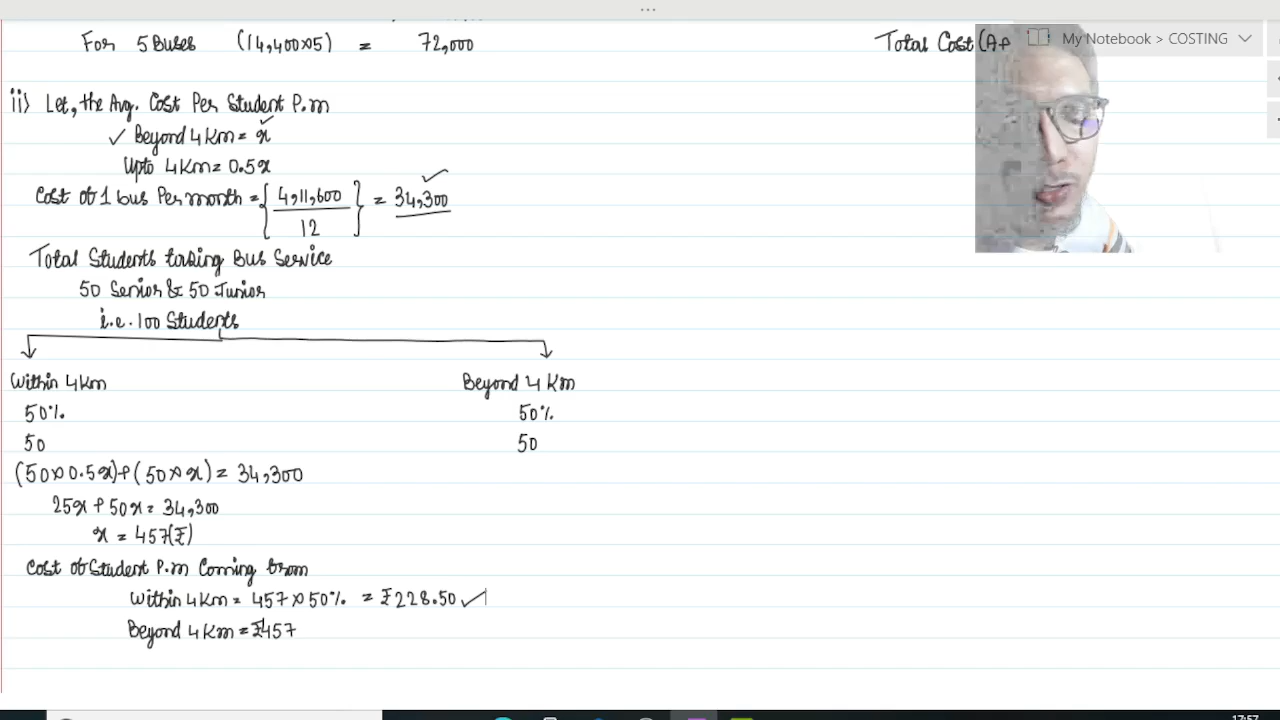 ...
For 5 Buses (14,400×5) = 72,000
Total Cost (A+
My Notebook > COSTING
ii) Let, the Avg. Cost Per Student P.m
✓ Beyond 4 Km = x
Upto 4 Km = 0.5x
Cost of 1 bus Per month = {4,11,600 / 12} = 34,300 ✓
Total Students taking Bus Service
50 Senior & 50 Junior
i.e. 100 Students
Within 4 Km Beyond 4 Km
50% 50%
50 50
(50×0.5x)+(50×x) = 34,300
25x + 50x = 34,300
x = 457(₹)
Cost of Student P.m Coming from
Within 4 Km = 457 × 50% = ₹228.50 ✓
Beyond 4 Km = ₹457
17:57